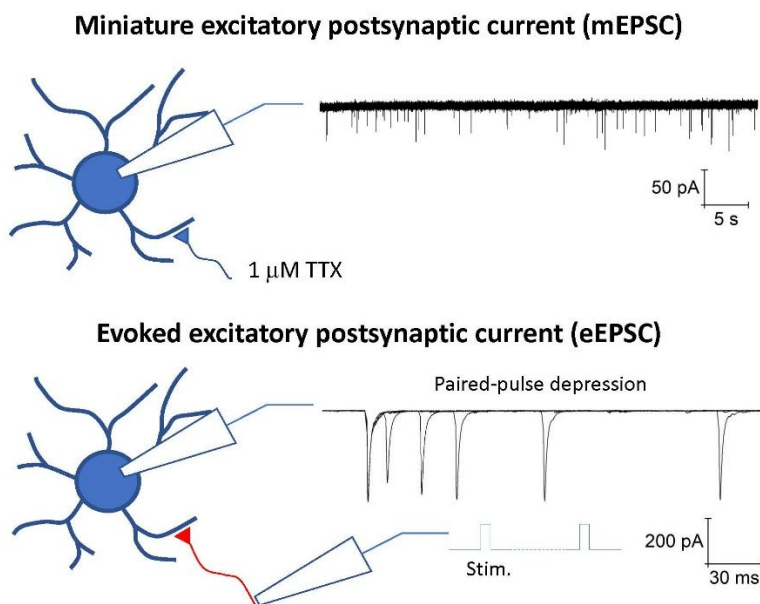 Miniature excitatory postsynaptic current (mEPSC)
50 pA
5 s
1 μM TTX
Evoked excitatory postsynaptic current (eEPSC)
Paired-pulse depression
200 pA
Stim.
30 ms